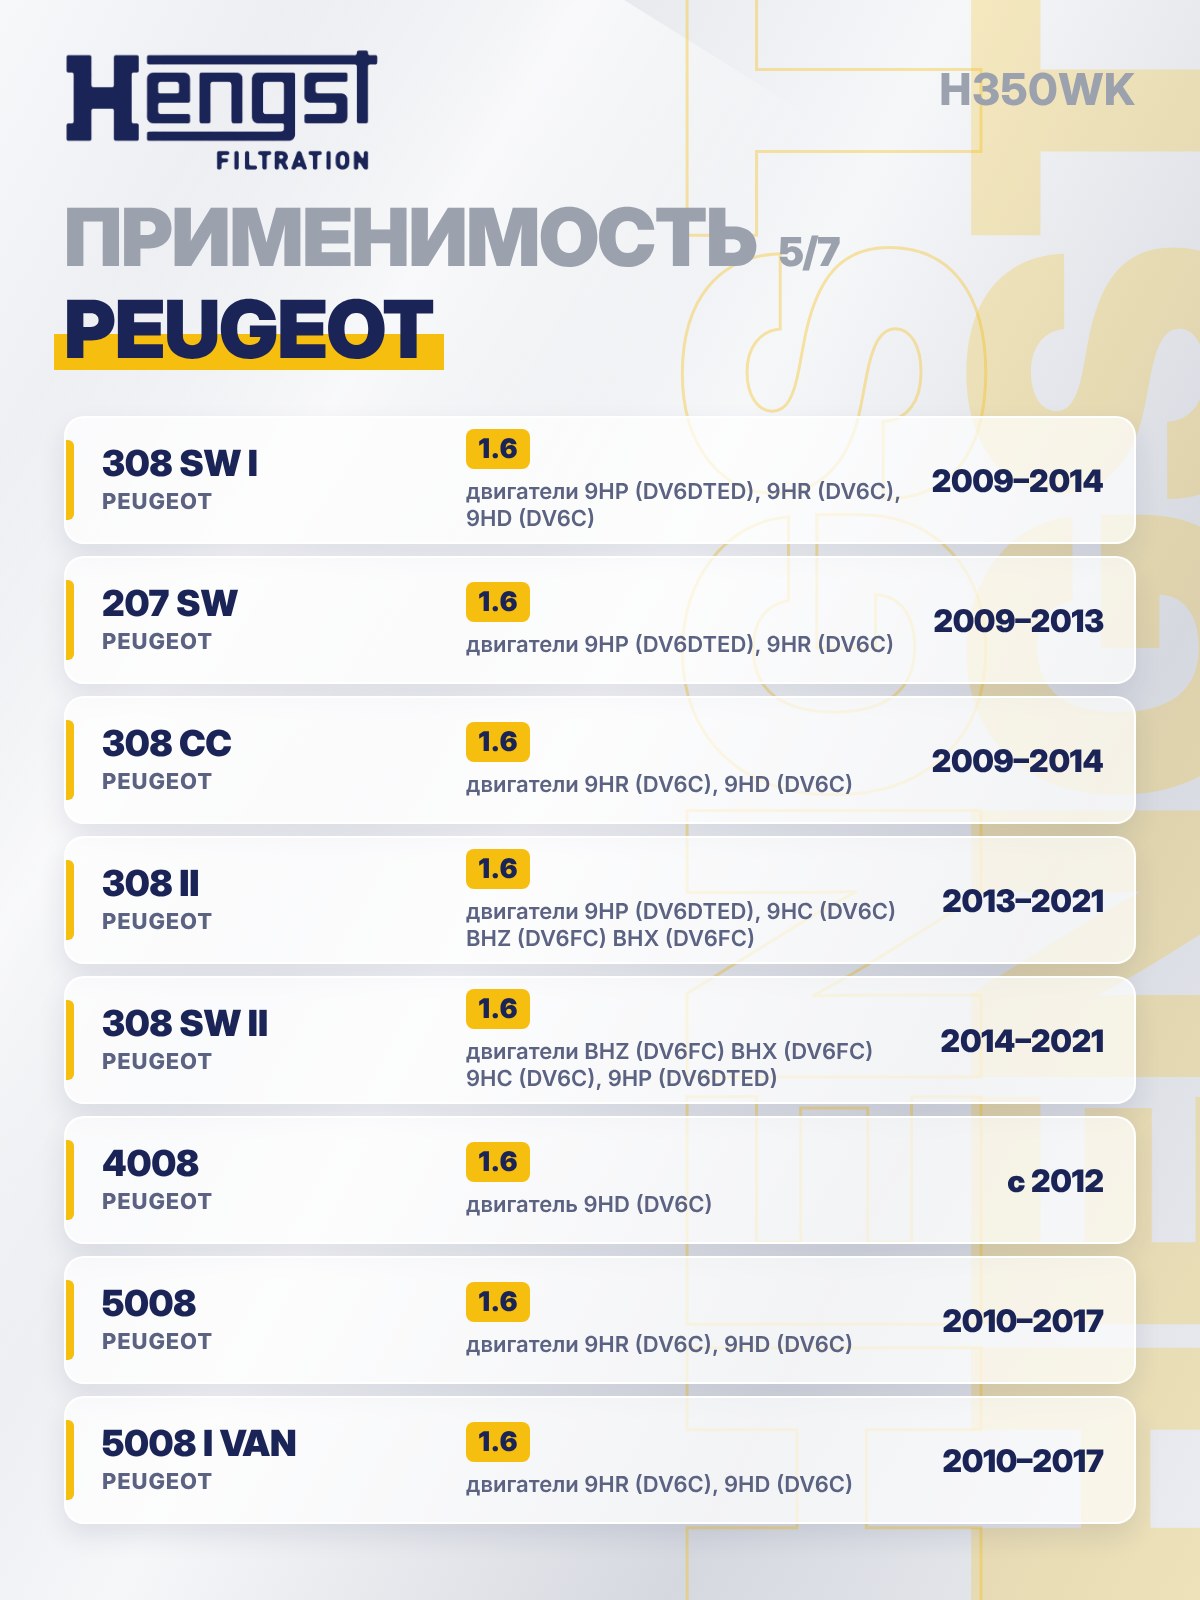 Hengst
FILTRATION
H350WK
ПРИМЕНИМОСТЬ 5/7
PEUGEOT
308 SW I
PEUGEOT
1.6
двигатели 9HP (DV6DTED), 9HR (DV6C),
9HD (DV6C)
2009–2014
207 SW
PEUGEOT
1.6
двигатели 9HP (DV6DTED), 9HR (DV6C)
2009–2013
308 CC
PEUGEOT
1.6
двигатели 9HR (DV6C), 9HD (DV6C)
2009–2014
308 II
PEUGEOT
1.6
двигатели 9HP (DV6DTED), 9HC (DV6C)
BHZ (DV6FC) BHX (DV6FC)
2013–2021
308 SW II
PEUGEOT
1.6
двигатели BHZ (DV6FC) BHX (DV6FC)
9HC (DV6C), 9HP (DV6DTED)
2014–2021
4008
PEUGEOT
1.6
двигатель 9HD (DV6C)
с 2012
5008
PEUGEOT
1.6
двигатели 9HR (DV6C), 9HD (DV6C)
2010–2017
5008 I VAN
PEUGEOT
1.6
двигатели 9HR (DV6C), 9HD (DV6C)
2010–2017
HENGST
HENGST